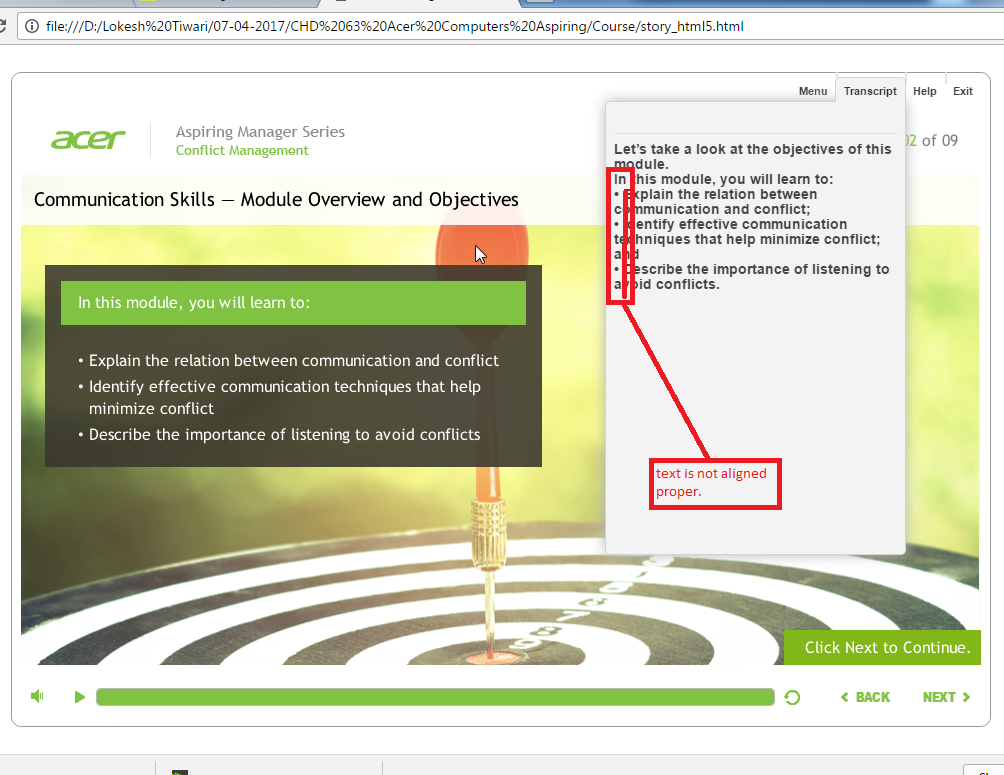 file:///D:/Lokesh%20Tiwari/07-04-2017/CHD%2063%20Acer%20Computers%20Aspiring/Course/story_html5.html
Menu
Transcript
Help
Exit
acer
Aspiring Manager Series
Conflict Management
02 of 09
Communication Skills — Module Overview and Objectives
Let’s take a look at the objectives of this
module.
In this module, you will learn to:
• Explain the relation between
communication and conflict;
• Identify effective communication
techniques that help minimize conflict;
and
• Describe the importance of listening to
avoid conflicts.
In this module, you will learn to:
• Explain the relation between communication and conflict
• Identify effective communication techniques that help
minimize conflict
• Describe the importance of listening to avoid conflicts
text is not aligned
proper.
Click Next to Continue.
BACK
NEXT